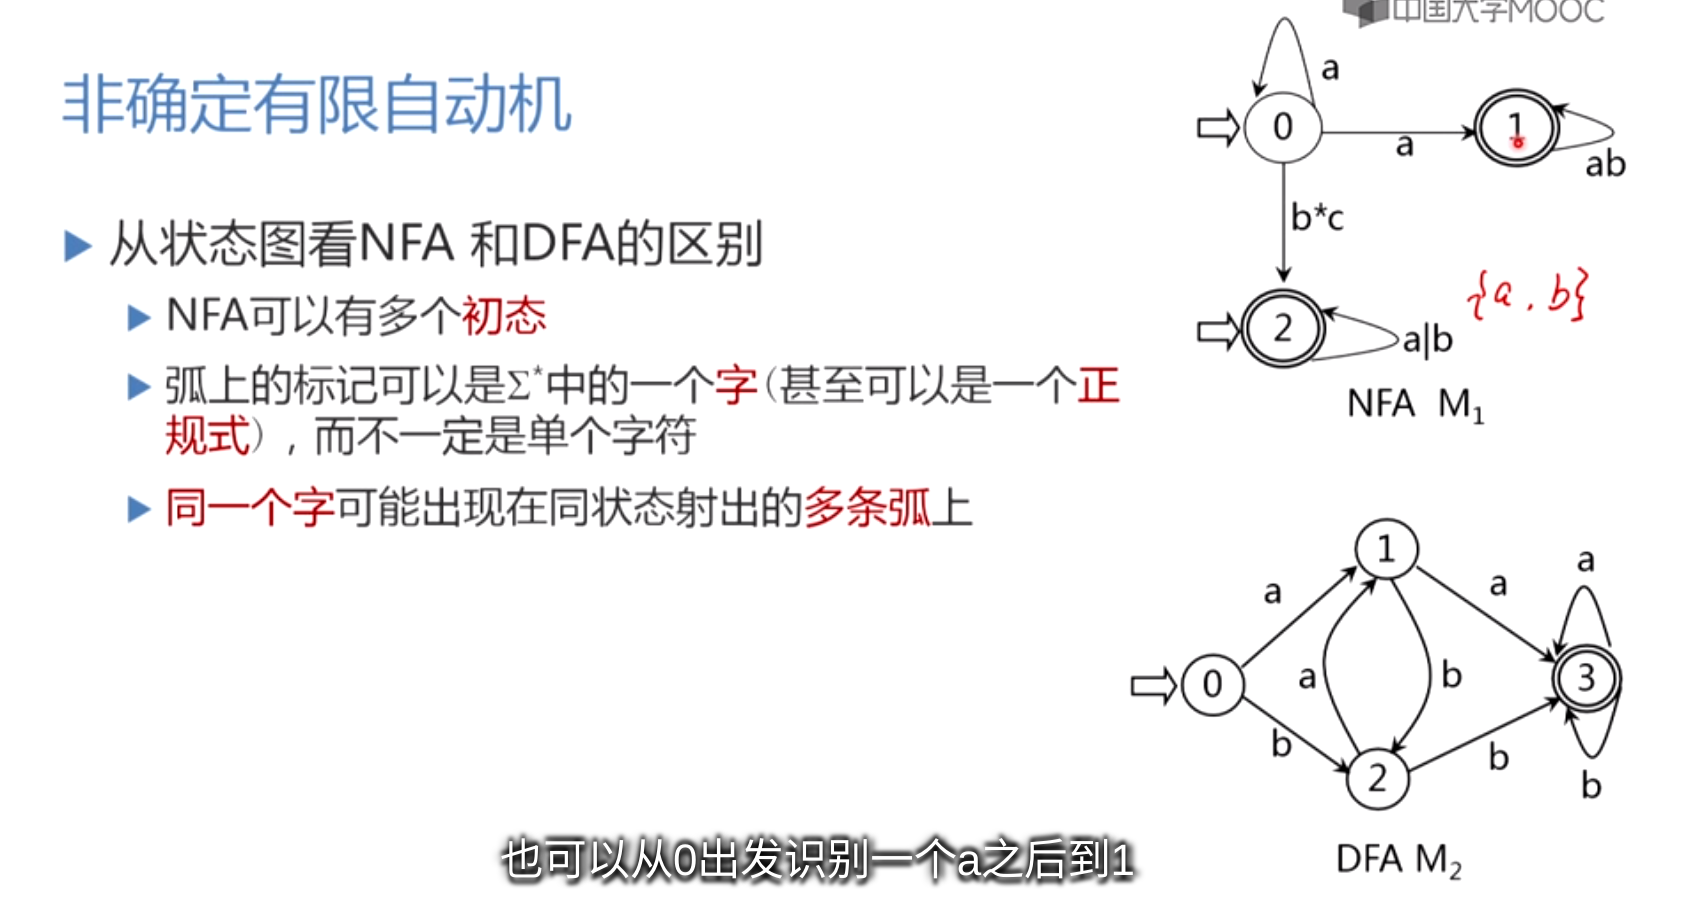 中国大学MOOC
非确定有限自动机
从状态图看NFA 和DFA的区别
NFA可以有多个初态
弧上的标记可以是Σ*中的一个字(甚至可以是一个正
规式)，而不一定是单个字符
同一个字可能出现在同状态射出的多条弧上
a
0
a
1
ab
b*c
{a . b}
2
a|b
NFA M₁
1
a
a
a
0
a
b
3
b
b
2
b
DFA M₂
也可以从0出发识别一个a之后到1